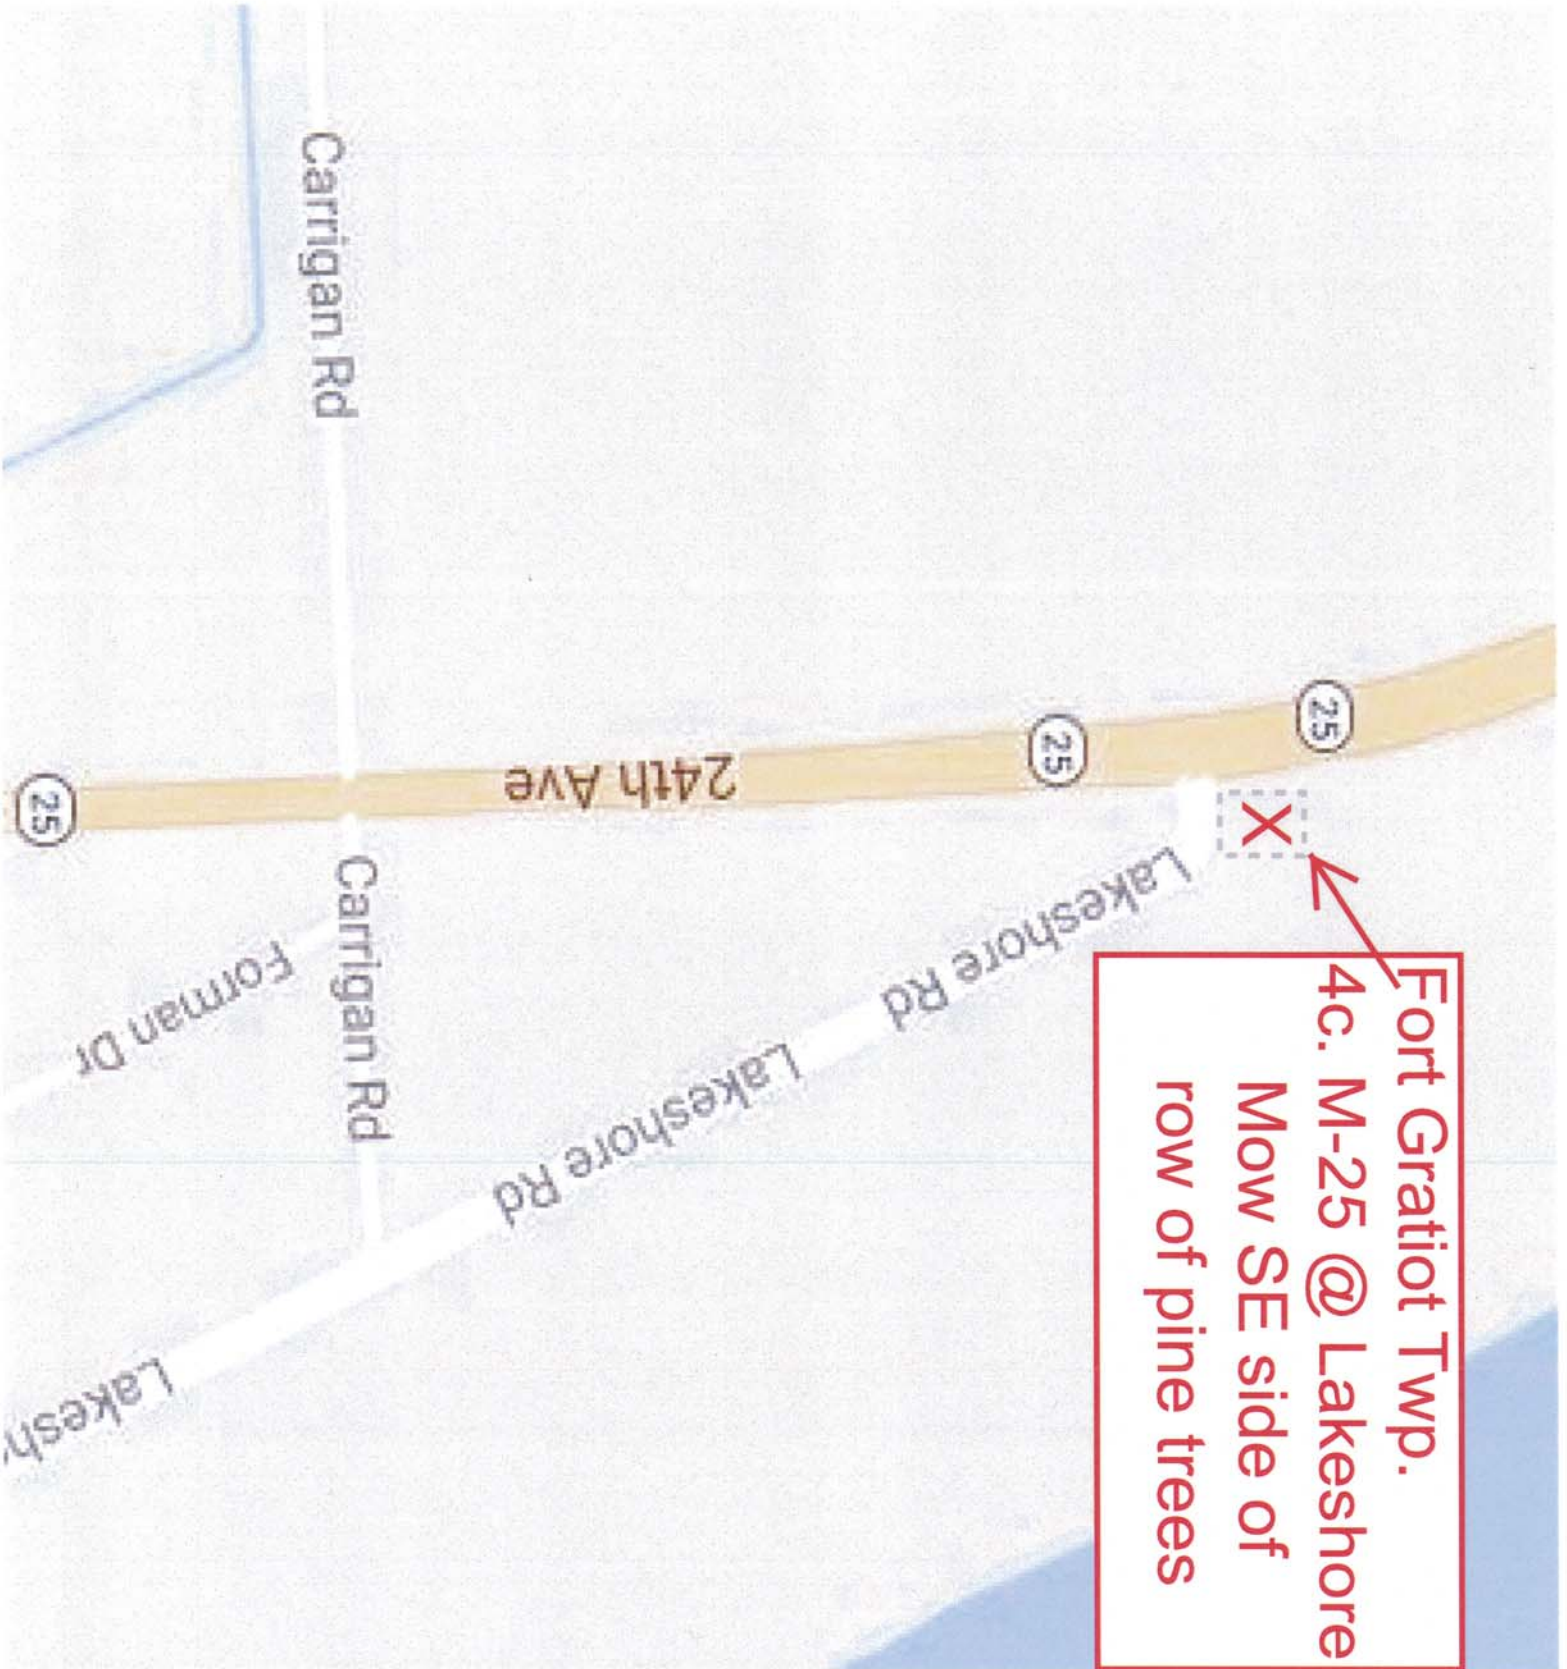 Fort Gratiot Twp.
4c. M-25 @ Lakeshore
Mow SE side of
row of pine trees
X
25
25
24th Ave
25
Carrigan Rd
Carrigan Rd
Lakeshore Rd
Lakeshore Rd
Lakesh
Forman Dr